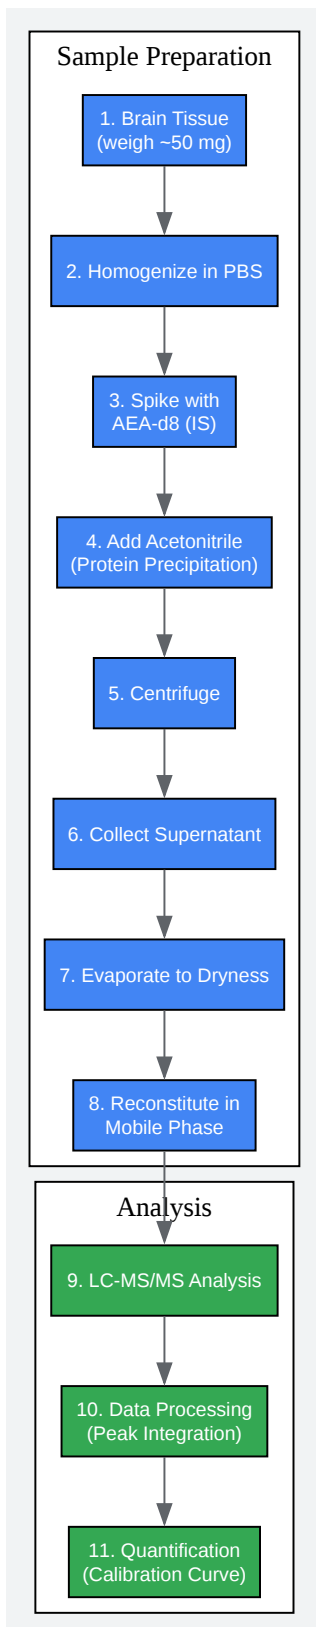 Sample Preparation
1. Brain Tissue
(weigh ~50 mg)
2. Homogenize in PBS
3. Spike with
AEA-d8 (IS)
4. Add Acetonitrile
(Protein Precipitation)
5. Centrifuge
6. Collect Supernatant
7. Evaporate to Dryness
8. Reconstitute in
Mobile Phase
Analysis
9. LC-MS/MS Analysis
10. Data Processing
(Peak Integration)
11. Quantification
(Calibration Curve)